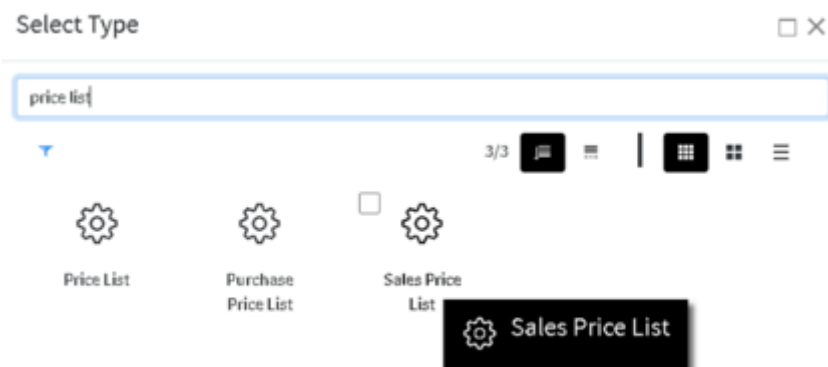 Select Type
price list
3/3
Price List
Purchase
Price List
Sales Price
List
Sales Price List